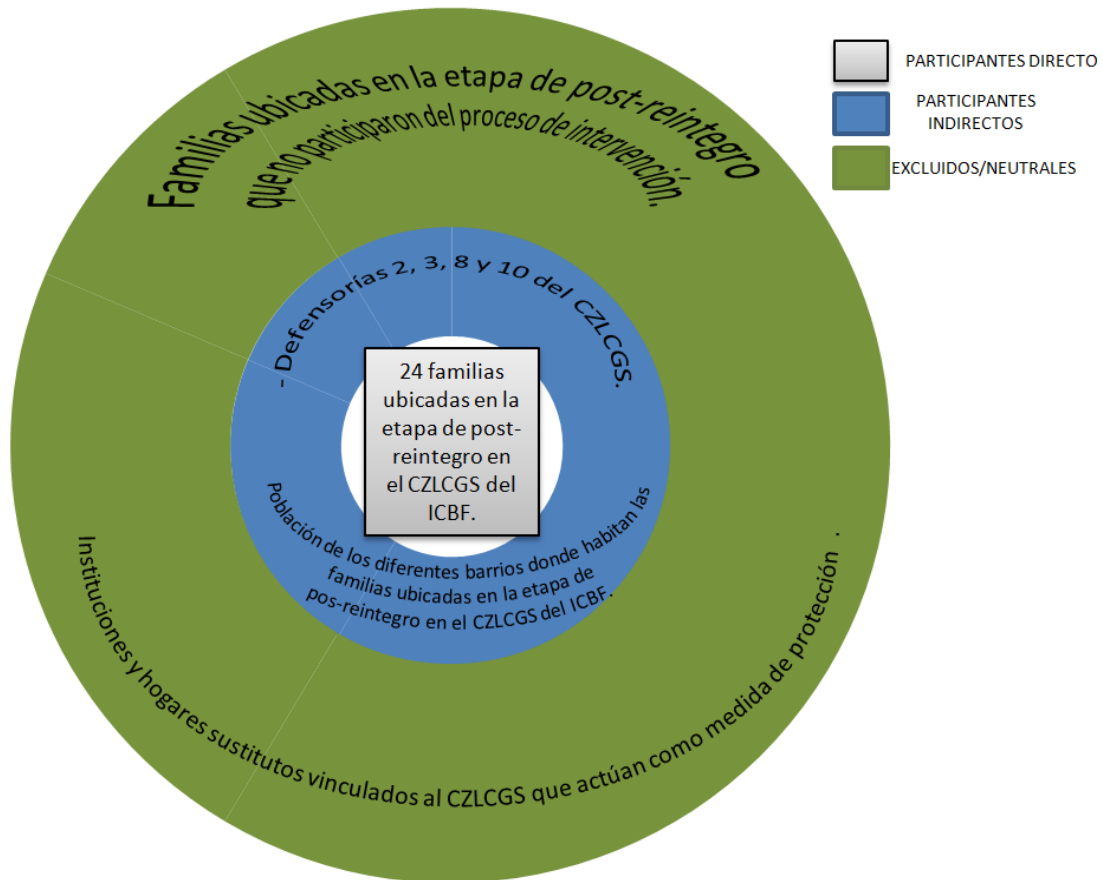 Familias ubicadas en la etapa de post-reintegro
que no participaron del proceso de intervención.
- Defensorías 2, 3, 8 y 10 del CZLCGS.
24 familias
ubicadas en la
etapa de post-
reintegro en
el CZLCGS del
ICBF.
Población de los diferentes barrios donde habitan las
familias ubicadas en la etapa de
pos-reintegro en el CZLCGS del ICBF.
Instituciones y hogares sustitutos vinculados al CZLCGS que actúan como medida de protección .
PARTICIPANTES DIRECTO
PARTICIPANTES
INDIRECTOS
EXCLUIDOS/NEUTRALES